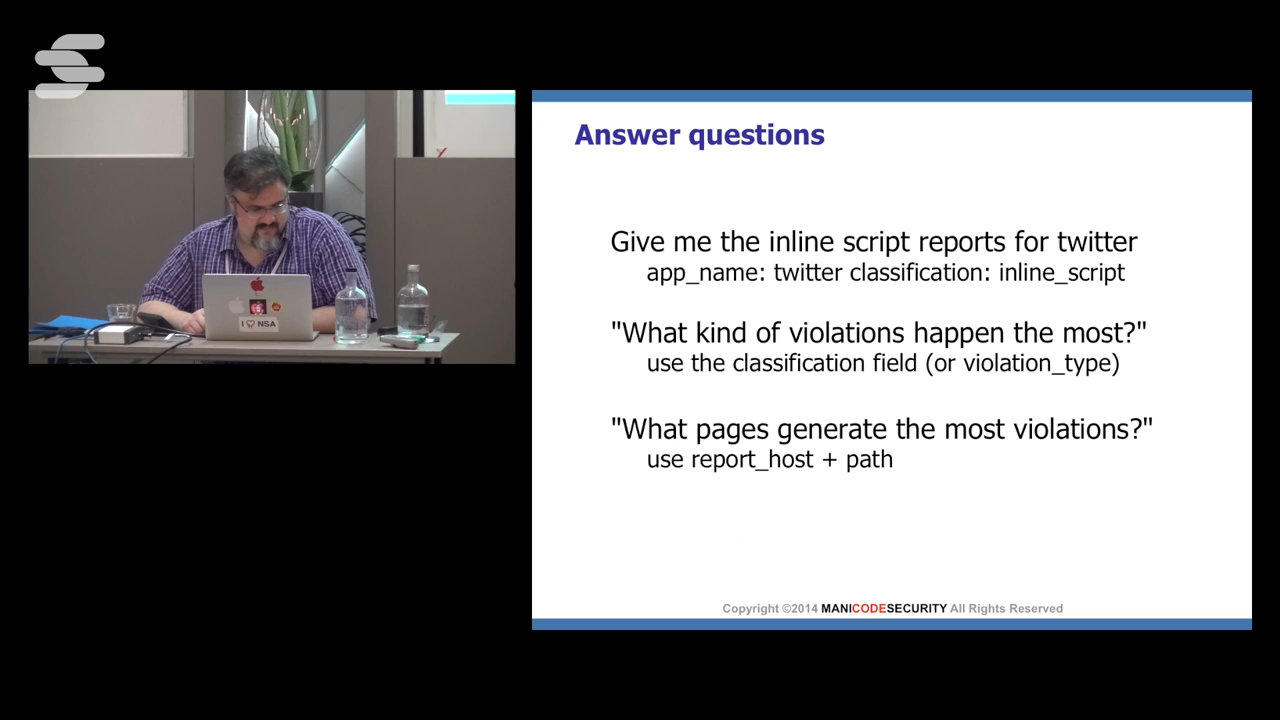 I ♡ NSA
Answer questions
Give me the inline script reports for twitter
app_name: twitter classification: inline_script
"What kind of violations happen the most?"
use the classification field (or violation_type)
"What pages generate the most violations?"
use report_host + path
Copyright ©2014 MANICODESECURITY All Rights Reserved